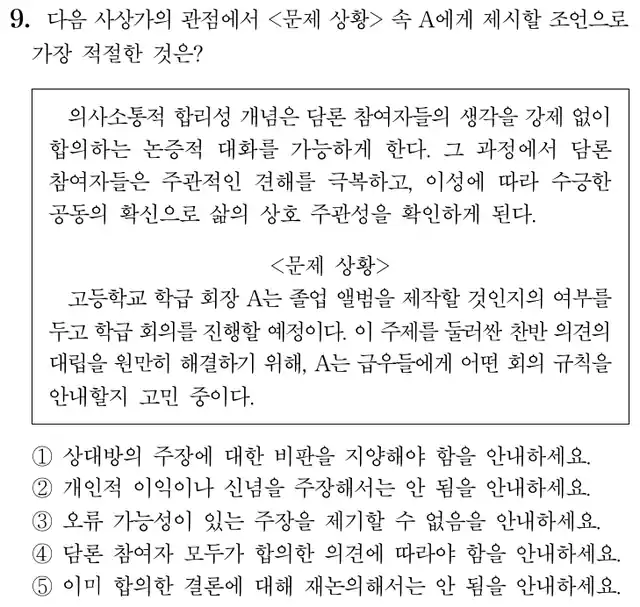 9. 다음 사상가의 관점에서 <문제 상황> 속 A에게 제시할 조언으로
가장 적절한 것은?
의사소통적 합리성 개념은 담론 참여자들의 생각을 강제 없이
합의하는 논증적 대화를 가능하게 한다. 그 과정에서 담론
참여자들은 주관적인 견해를 극복하고, 이성에 따라 수긍한
공동의 확신으로 삶의 상호 주관성을 확인하게 된다.
<문제 상황>
고등학교 학급 회장 A는 졸업 앨범을 제작할 것인지의 여부를
두고 학급 회의를 진행할 예정이다. 이 주제를 둘러싼 찬반 의견의
대립을 원만히 해결하기 위해, A는 급우들에게 어떤 회의 규칙을
안내할지 고민 중이다.
① 상대방의 주장에 대한 비판을 지양해야 함을 안내하세요.
② 개인적 이익이나 신념을 주장해서는 안 됨을 안내하세요.
③ 오류 가능성이 있는 주장을 제기할 수 없음을 안내하세요.
④ 담론 참여자 모두가 합의한 의견에 따라야 함을 안내하세요.
⑤ 이미 합의한 결론에 대해 재논의해서는 안 됨을 안내하세요.